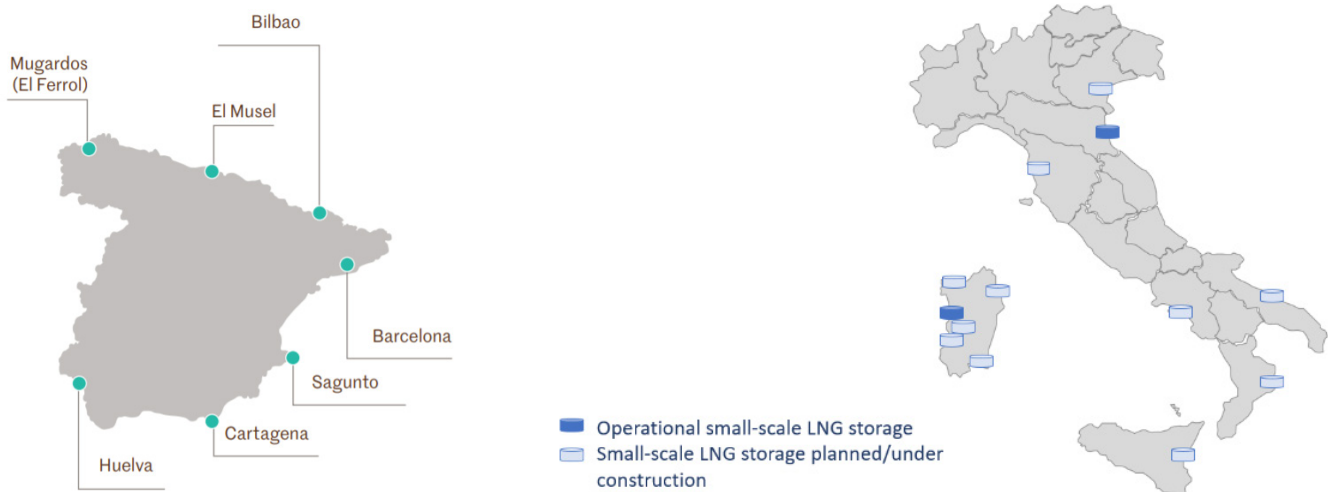 Bilbao
Mugardos
(El Ferrol)
El Musel
Barcelona
Sagunto
Cartagena
Huelva
Operational small-scale LNG storage
Small-scale LNG storage planned/under
construction